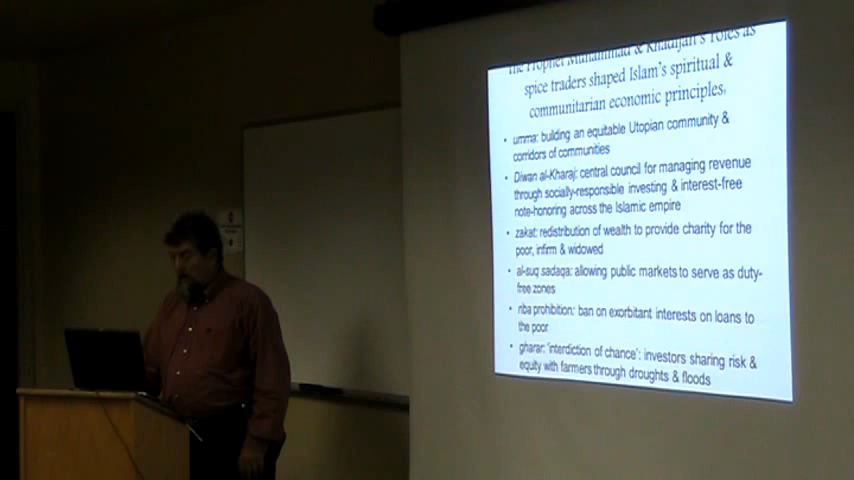 The Prophet Muhammad & Khadijah's roles as
spice traders shaped Islam's spiritual &
communitarian economic principles.
• umma: building an equitable Utopian community &
corridors of communities
• Diwan al-Kharaj: central council for managing revenue
through socially-responsible investing & interest-free
note-honoring across the Islamic empire
• zakat: redistribution of wealth to provide charity for the
poor, infirm & widowed
• al-suq sadaqa: allowing public markets to serve as duty-
free zones
• riba prohibition: ban on exorbitant interests on loans to
the poor
• gharar: 'interdiction of chance': investors sharing risk &
equity with farmers through droughts & floods